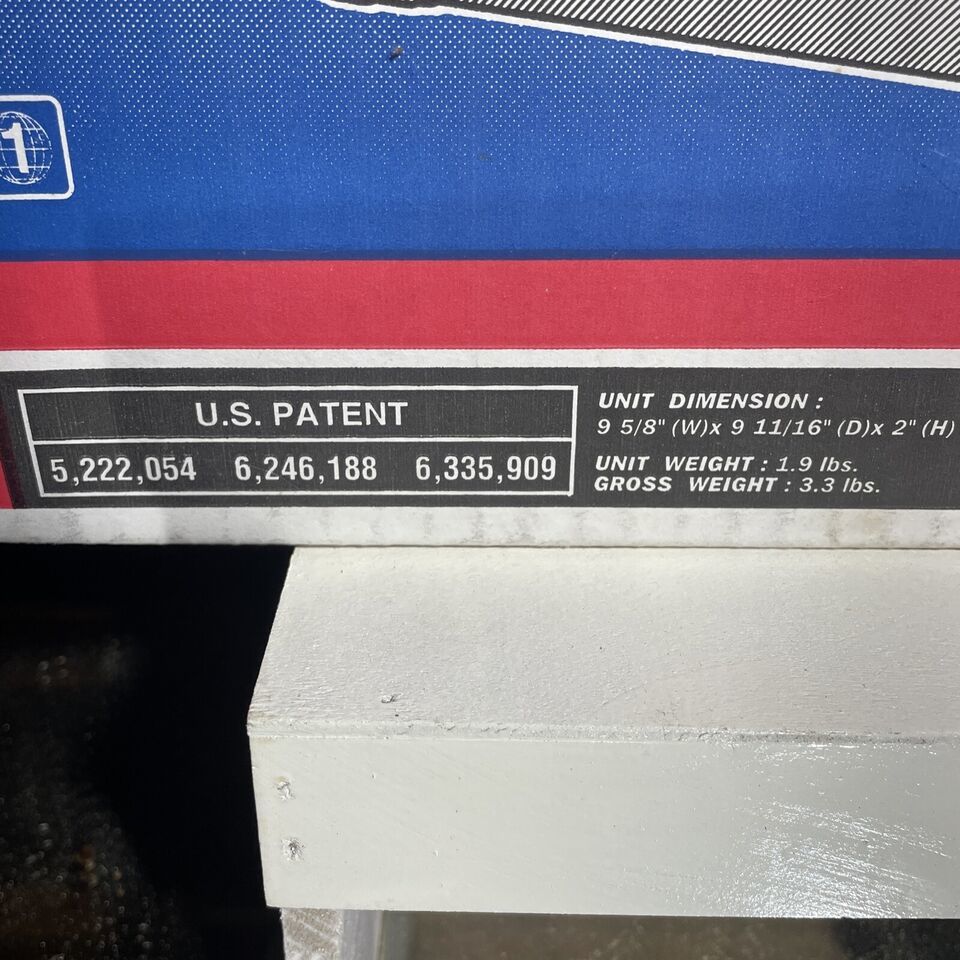 1
U.S. PATENT
5,222,054 6,246,188 6,335,909
UNIT DIMENSION :
9 5/8" (W)x 9 11/16" (D)x 2" (H)
UNIT WEIGHT : 1.9 lbs.
GROSS WEIGHT : 3.3 lbs.